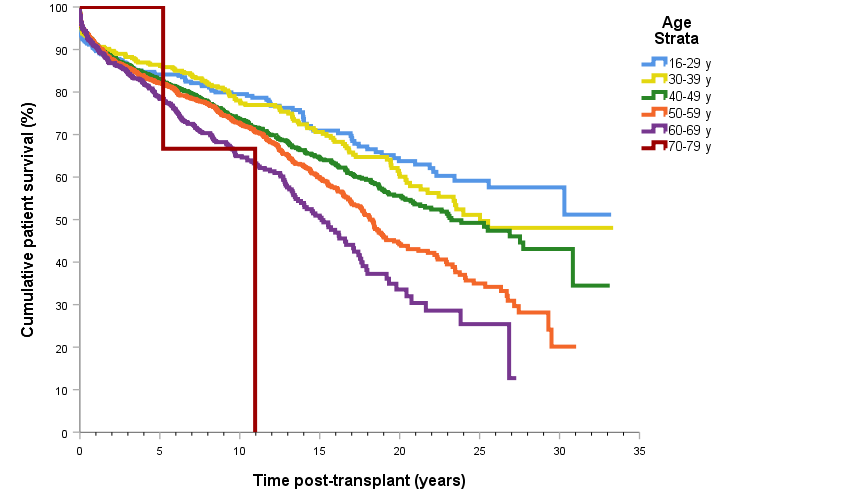 Age
Strata
16-29 y
30-39 y
40-49 y
50-59 y
60-69 y
70-79 y
Cumulative patient survival (%)
100
90
80
70
60
50
40
30
20
10
0
0 5 10 15 20 25 30 35
Time post-transplant (years)